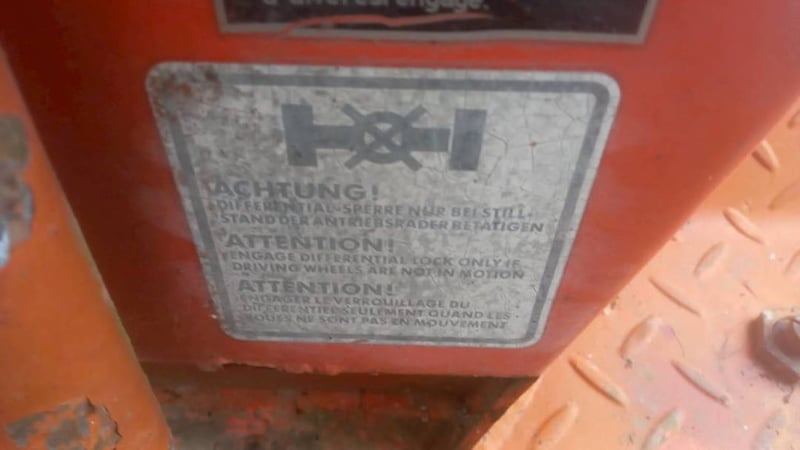 ACHTUNG!
DIFFERENTIAL-SPERRE NUR BEI STILL-
STAND DER ANTRIEBSRÄDER BETÄTIGEN
ATTENTION!
ENGAGE DIFFERENTIAL LOCK ONLY IF
DRIVING WHEELS ARE NOT IN MOTION
ATTENTION!
ENGAGER LE VERROUILLAGE DU
DIFFERENTIEL SEULEMENT QUAND LES
ROUES NE SONT PAS EN MOUVEMENT